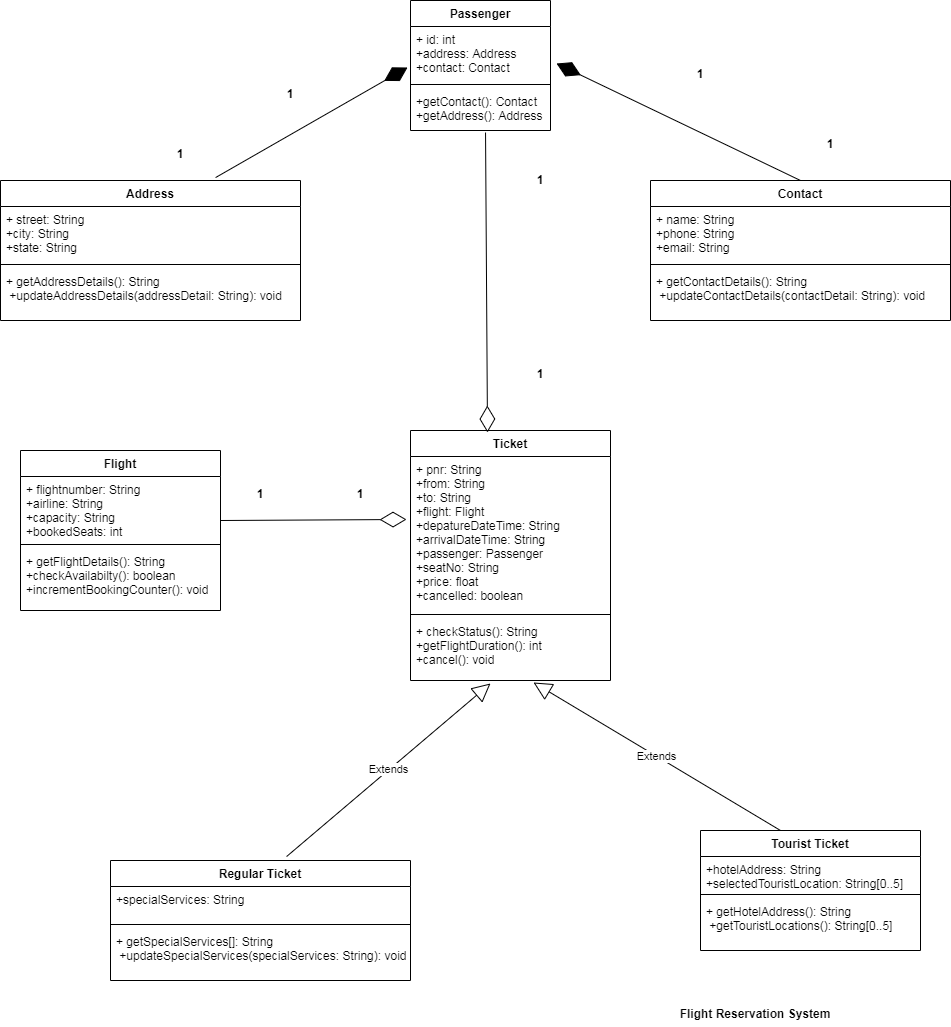 Passenger
+ id: int
+address: Address
+contact: Contact
+getContact(): Contact
+getAddress(): Address
1
1
1
1
Address
+ street: String
+city: String
+state: String
+ getAddressDetails(): String
+updateAddressDetails(addressDetail: String): void
1
Contact
+ name: String
+phone: String
+email: String
+ getContactDetails(): String
+updateContactDetails(contactDetail: String): void
1
Ticket
+ pnr: String
+from: String
+to: String
+flight: Flight
+depatureDateTime: String
+arrivalDateTime: String
+passenger: Passenger
+seatNo: String
+price: float
+cancelled: boolean
+ checkStatus(): String
+getFlightDuration(): int
+cancel(): void
Flight
+ flightnumber: String
+airline: String
+capacity: String
+bookedSeats: int
+ getFlightDetails(): String
+checkAvailabilty(): boolean
+incrementBookingCounter(): void
1
1
Extends
Extends
Regular Ticket
+specialServices: String
+ getSpecialServices[]: String
+updateSpecialServices(specialServices: String): void
Tourist Ticket
+hotelAddress: String
+selectedTouristLocation: String[0..5]
+ getHotelAddress(): String
+getTouristLocations(): String[0..5]
Flight Reservation System